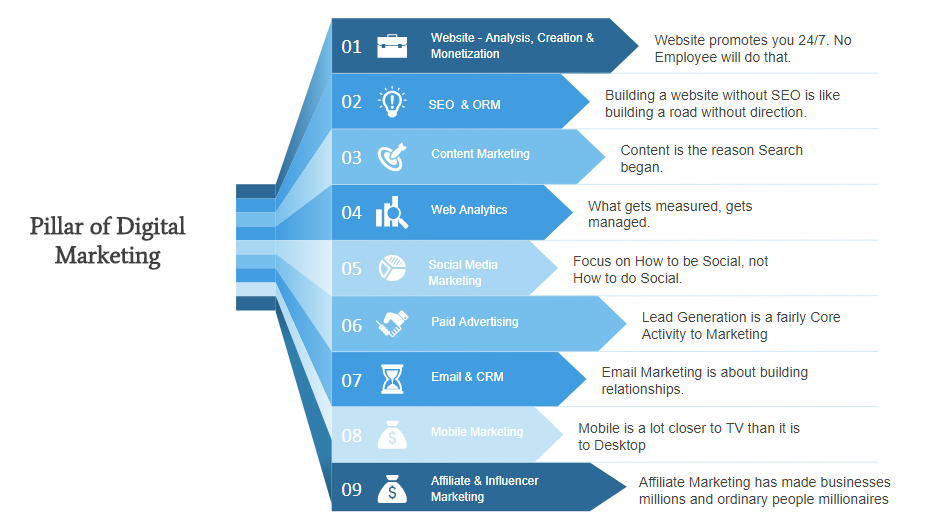 Pillar of Digital
Marketing
01
Website - Analysis, Creation &
Monetization
Website promotes you 24/7. No
Employee will do that.
02
SEO & ORM
Building a website without SEO is like
building a road without direction.
03
Content Marketing
Content is the reason Search
began.
04
Web Analytics
What gets measured, gets
managed.
05
Social Media
Marketing
Focus on How to be Social, not
How to do Social.
06
Paid Advertising
Lead Generation is a fairly Core
Activity to Marketing
07
Email & CRM
Email Marketing is about building
relationships.
08
$
Mobile Marketing
Mobile is a lot closer to TV than it is
to Desktop
09
$
Affiliate & Influencer
Marketing
Affiliate Marketing has made businesses
millions and ordinary people millionaires